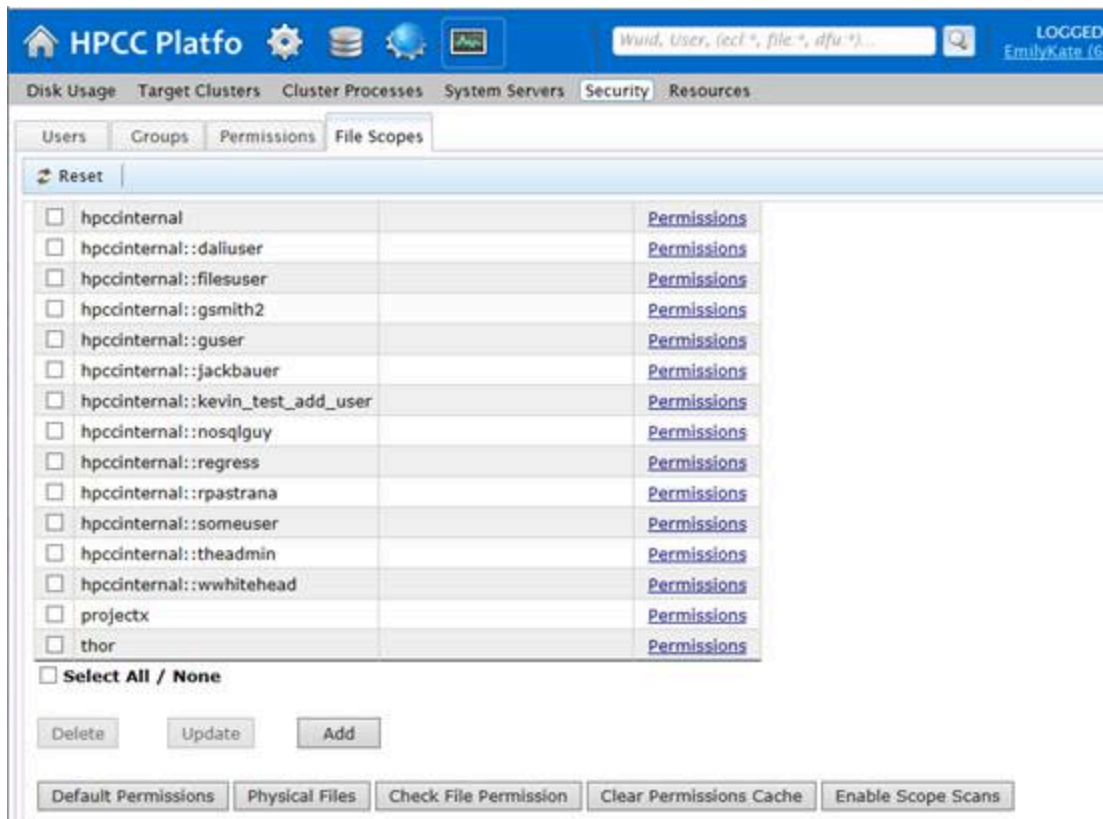 HPCC Platfo
Wuid, User, (ecl:*, file:*, dfu:*)...
LOGGED
EmilyKate (6
Disk Usage Target Clusters Cluster Processes System Servers Security Resources
Users Groups Permissions File Scopes
Reset
hpccinternal Permissions
hpccinternal::daliuser Permissions
hpccinternal::filesuser Permissions
hpccinternal::gsmith2 Permissions
hpccinternal::guser Permissions
hpccinternal::jackbauer Permissions
hpccinternal::kevin_test_add_user Permissions
hpccinternal::nosqlguy Permissions
hpccinternal::regress Permissions
hpccinternal::rpastrana Permissions
hpccinternal::someuser Permissions
hpccinternal::theadmin Permissions
hpccinternal::wwhitehead Permissions
projectx Permissions
thor Permissions
Select All / None
Delete Update Add
Default Permissions Physical Files Check File Permission Clear Permissions Cache Enable Scope Scans